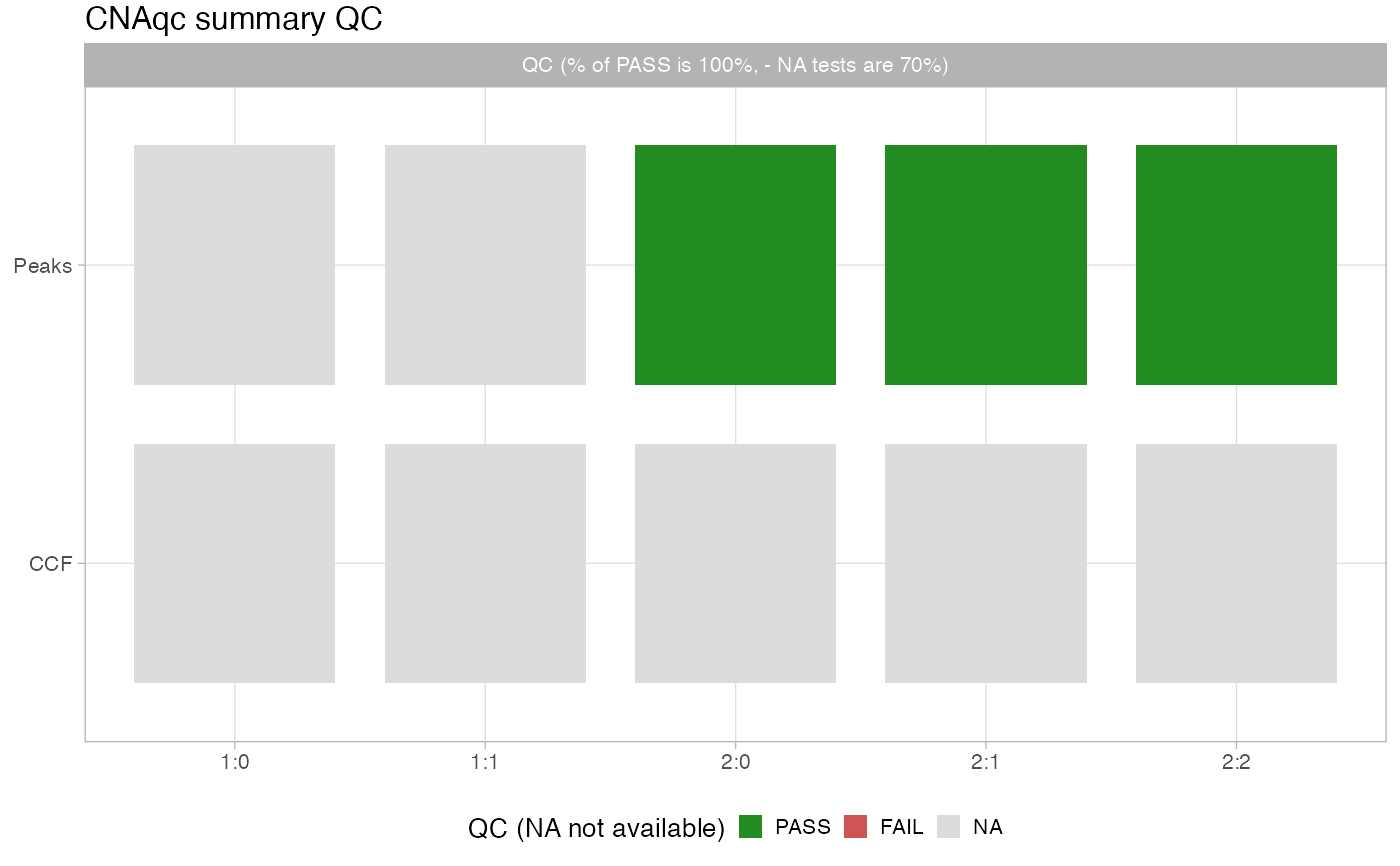 CNAqc summary QC
QC (% of PASS is 100%, - NA tests are 70%)
Peaks
CCF
1:0 1:1 2:0 2:1 2:2
QC (NA not available) PASS FAIL NA